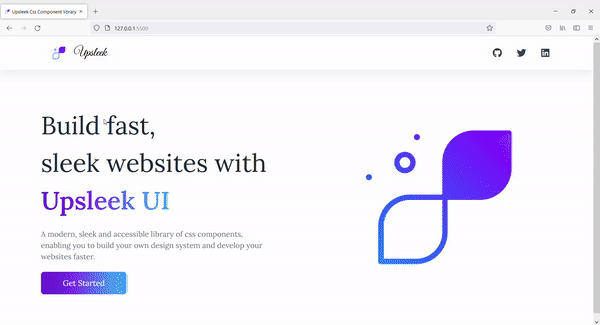 Upsleek Css Component library
127.0.0.1:5500
Upsleek
Build fast,
sleek websites with
Upsleek UI
A modern, sleek and accessible library of css components,
enabling you to build your own design system and develop your
websites faster.
Get Started